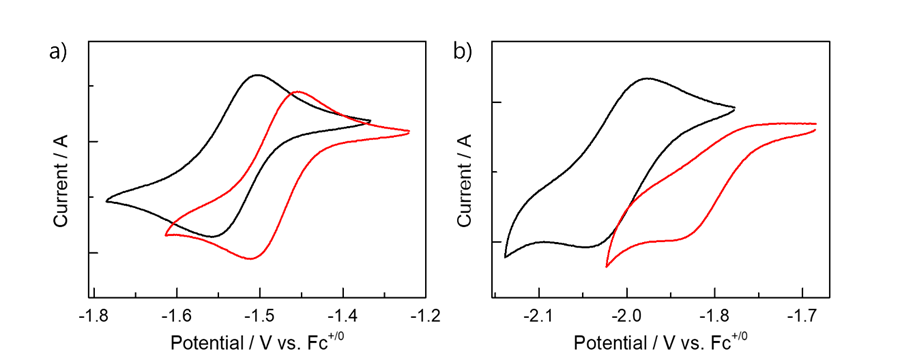 a)
Current / A
-1.8 -1.6 -1.5 -1.4 -1.2
Potential / V vs. Fc+/0
b)
Current / A
-2.1 -2.0 -1.8 -1.7
Potential / V vs. Fc+/0